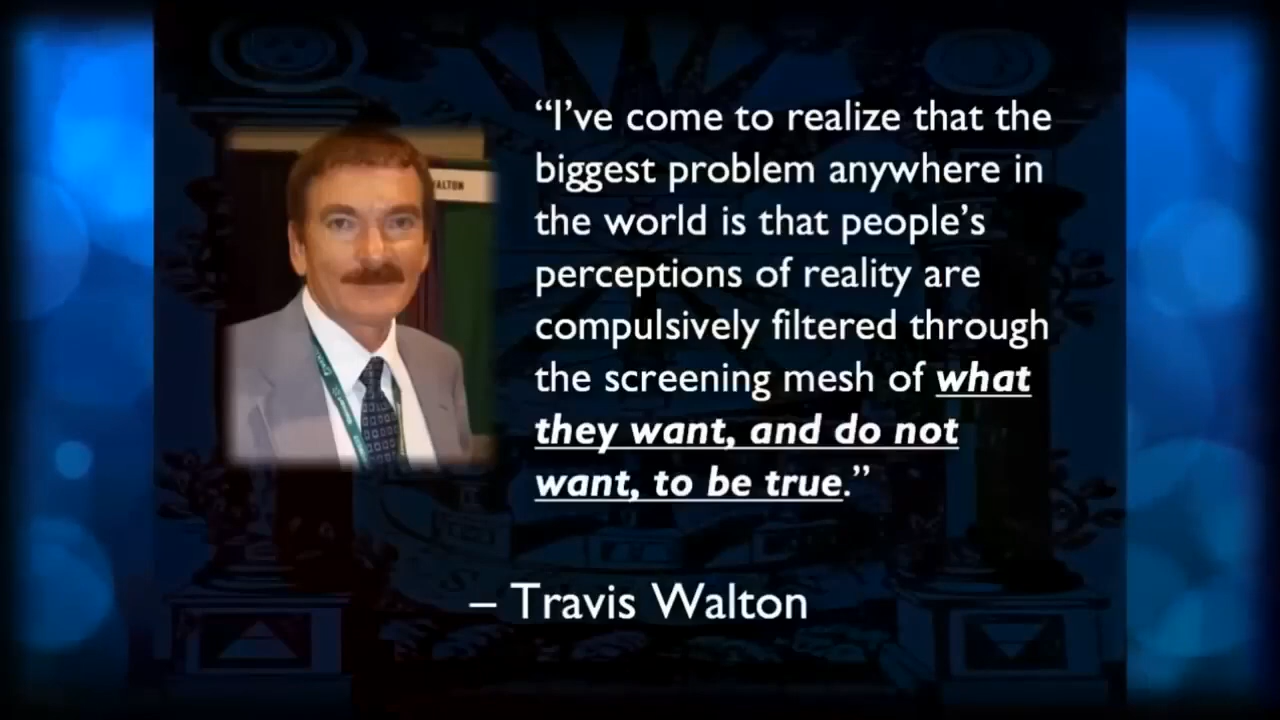 “I’ve come to realize that the
biggest problem anywhere in
the world is that people’s
perceptions of reality are
compulsively filtered through
the screening mesh of what
they want, and do not
want, to be true.”
– Travis Walton
ALTON